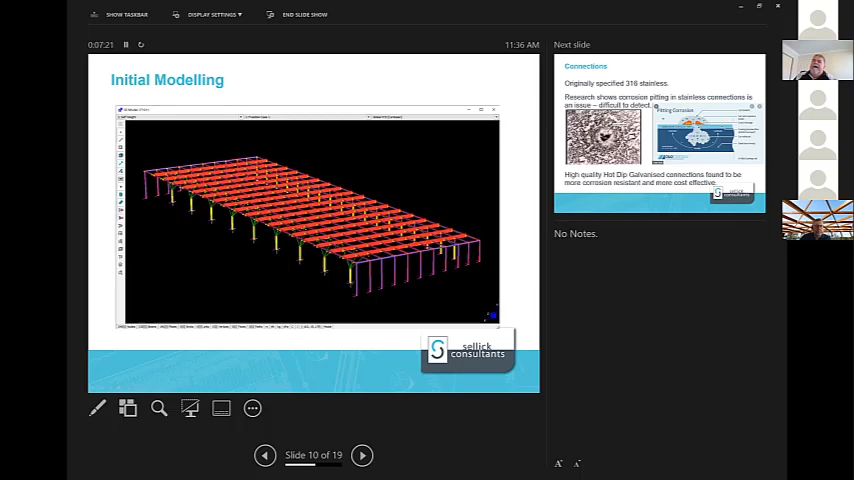 SHOW TASKBAR
DISPLAY SETTINGS ▼
END SLIDE SHOW
0:07:21
11:36 AM
Next slide
Initial Modelling
sellick
consultants
Connections
Originally specified 316 stainless.
Research shows corrosion pitting in stainless connections is
an issue – difficult to detect.
Pitting Corrosion
High quality Hot Dip Galvanised connections found to be
more corrosion resistant and more cost effective.
sellick
consultants
No Notes.
Slide 10 of 19
A A